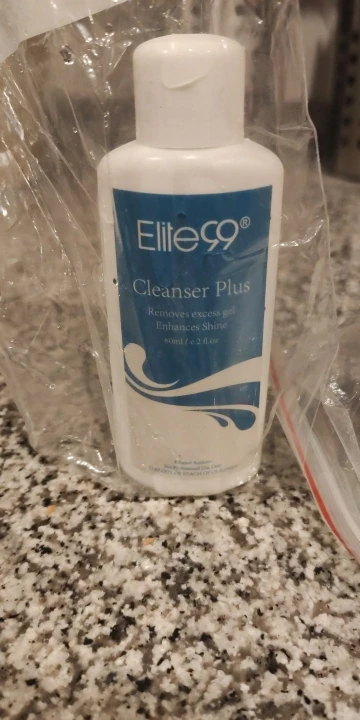 Elite99®
Cleanser Plus
Removes excess gel
Enhances Shine
60ml / e 2 fl.oz